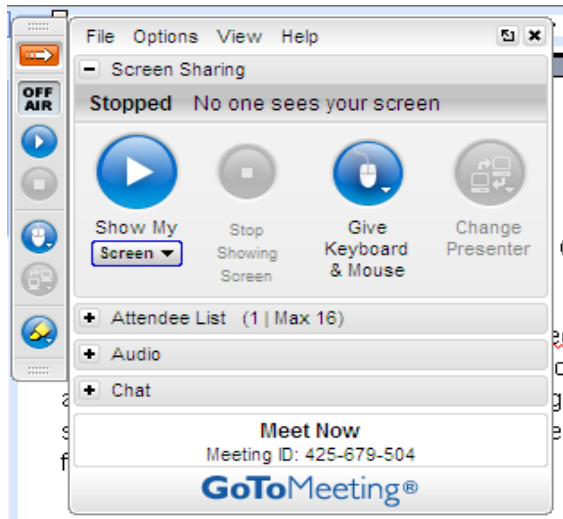 File Options View Help
Screen Sharing
OFF AIR
Stopped No one sees your screen
Show My
Screen
Stop
Showing
Screen
Give
Keyboard
& Mouse
Change
Presenter
Attendee List (1 | Max 16)
Audio
Chat
Meet Now
Meeting ID: 425-679-504
GoToMeeting®